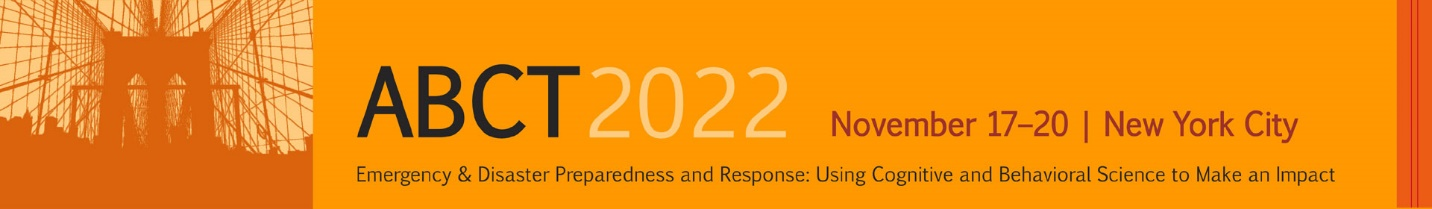 ABCT2022 November 17–20 | New York City
Emergency & Disaster Preparedness and Response: Using Cognitive and Behavioral Science to Make an Impact